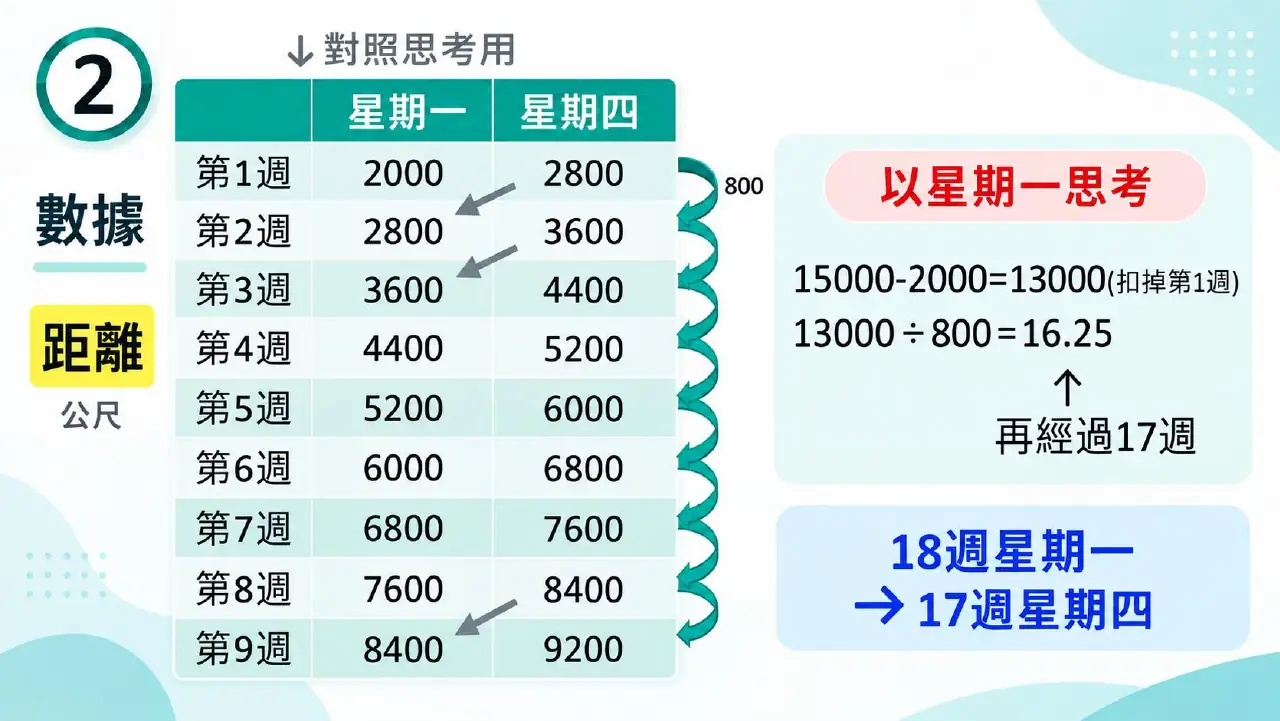 2
數據
距離
公尺
↓對照思考用
星期一 星期四
第1週 2000 2800
第2週 2800 3600
第3週 3600 4400
第4週 4400 5200
第5週 5200 6000
第6週 6000 6800
第7週 6800 7600
第8週 7600 8400
第9週 8400 9200
800
以星期一思考
15000-2000=13000(扣掉第1週)
13000÷800=16.25
↑
再經過17週
18週星期一
→17週星期四